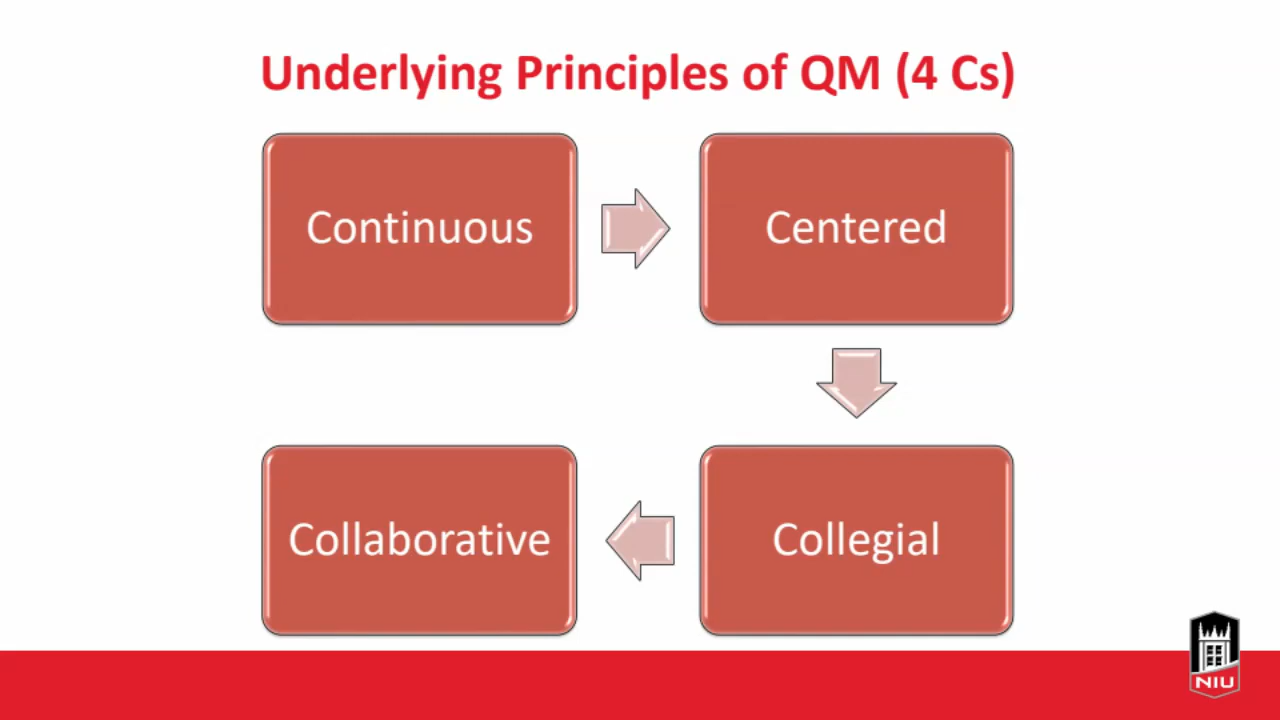 Underlying Principles of QM (4 Cs)
Continuous
Centered
Collegial
Collaborative
NIU